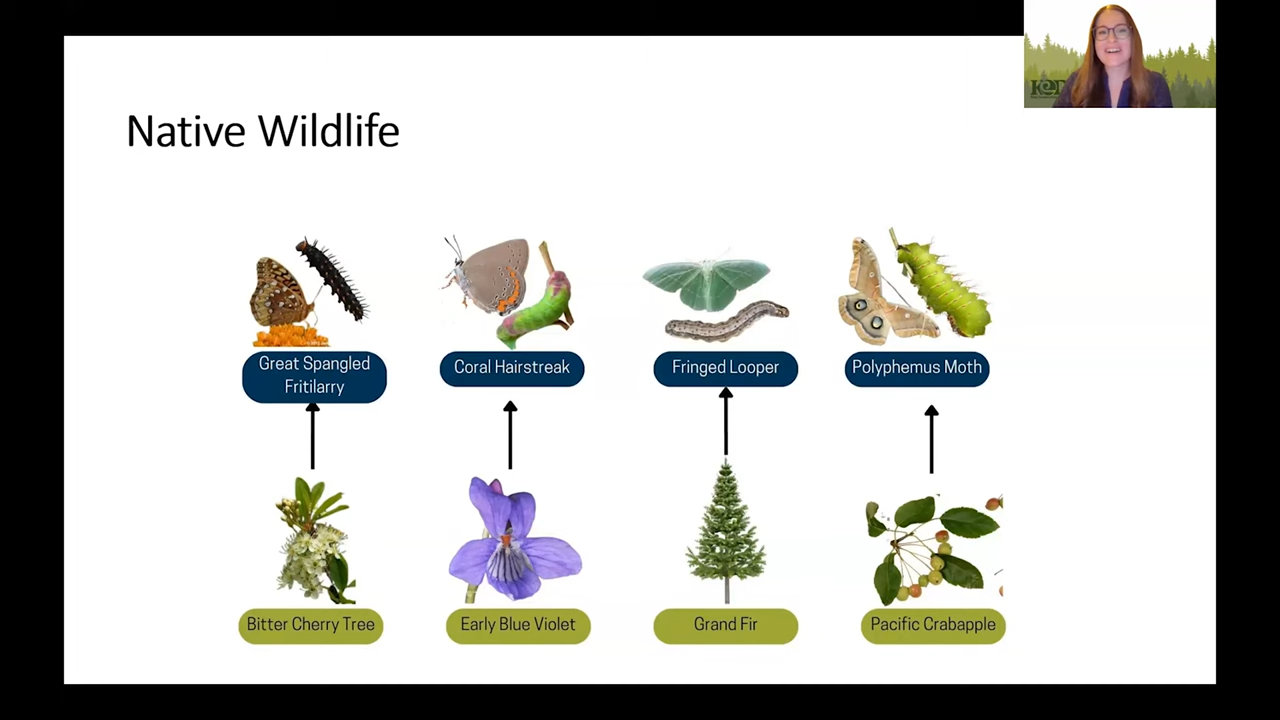 Native Wildlife
Great Spangled
Fritilarry
Coral Hairstreak
Fringed Looper
Polyphemus Moth
Bitter Cherry Tree
Early Blue Violet
Grand Fir
Pacific Crabapple